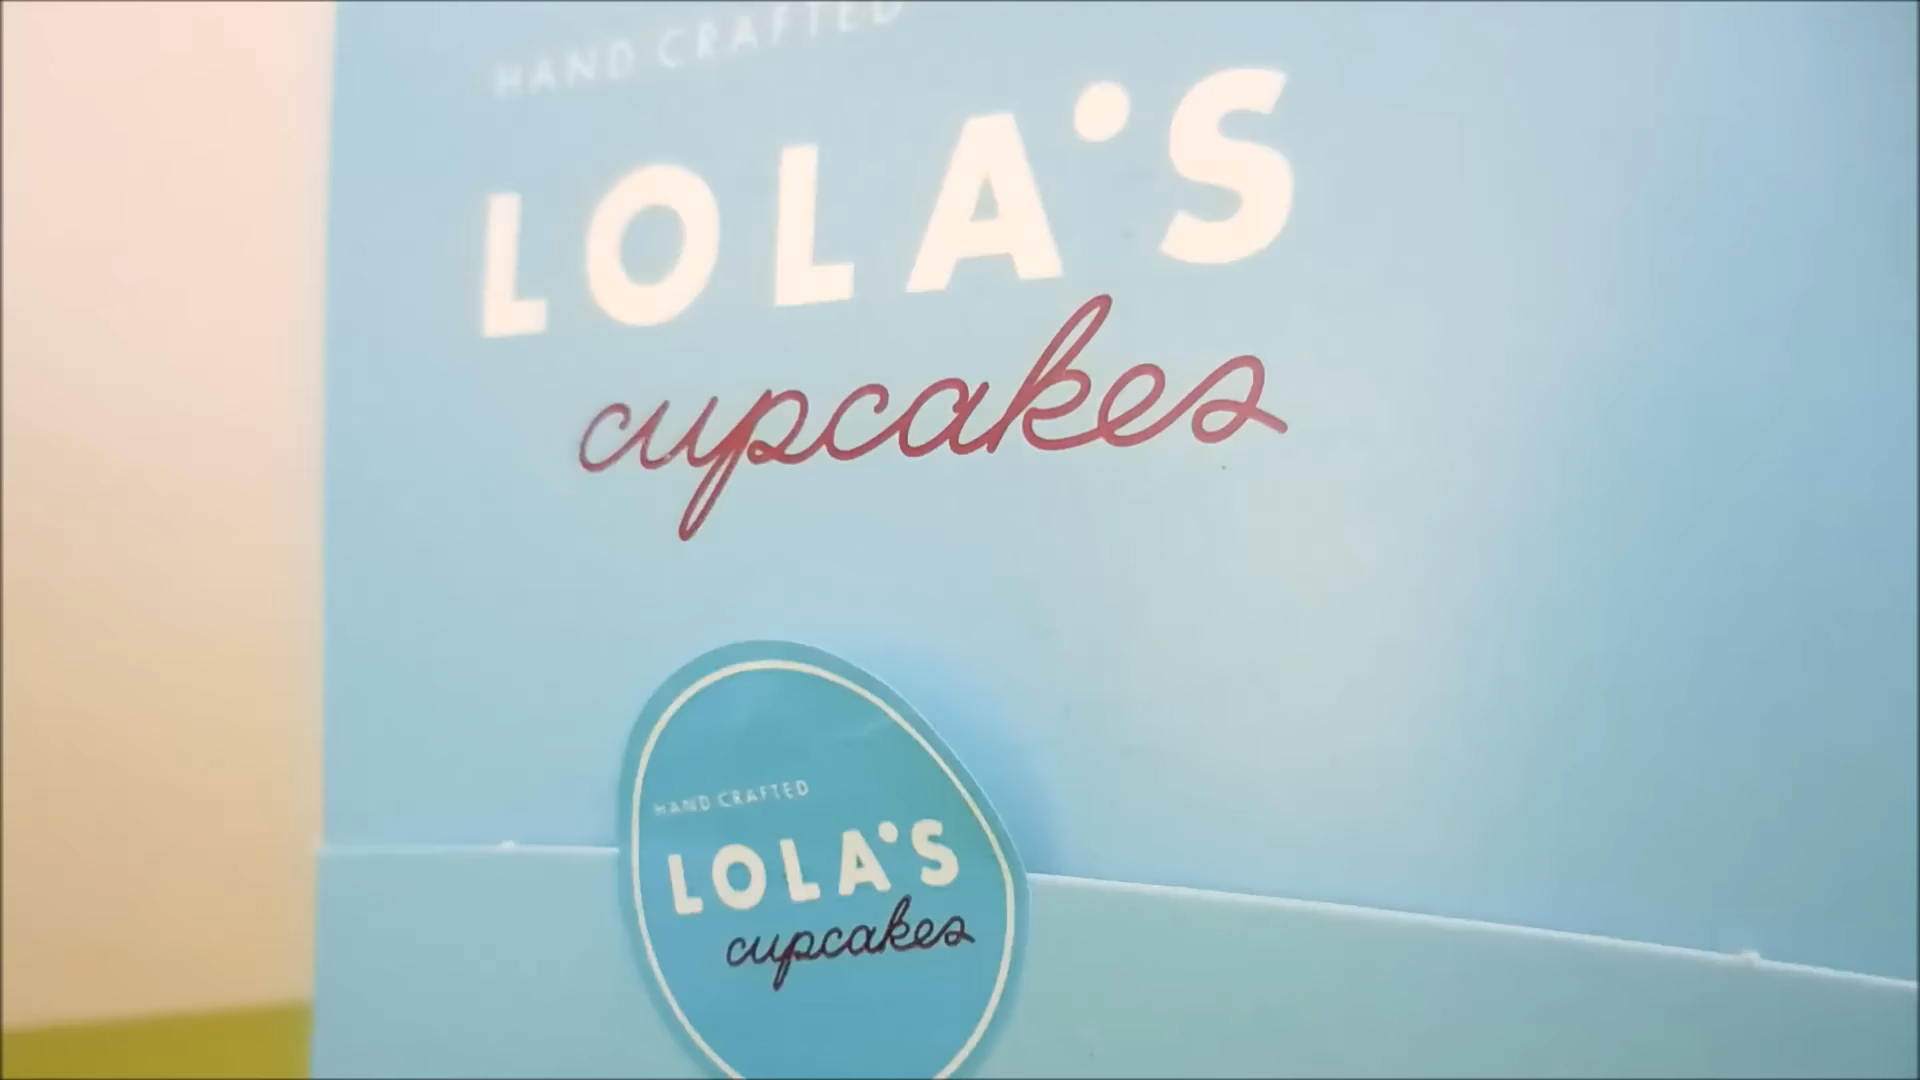 HAND CRAFTED
LOLA'S
cupcakes
HAND CRAFTED
LOLA'S
cupcakes